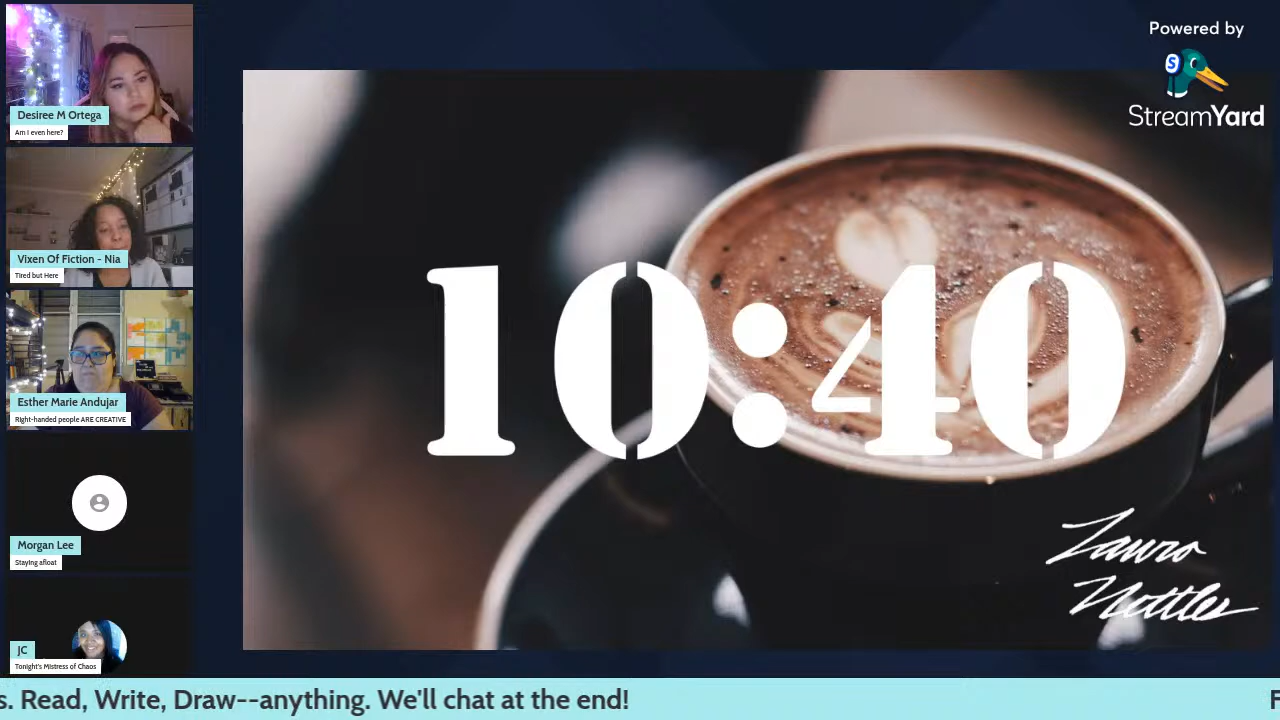 Desiree M Ortega
Am I even here?
Vixen Of Fiction - Nia
Tired but Here
Esther Marie Andujar
Right-handed people ARE CREATIVE
Morgan Lee
Staying afloat
JC
Tonight's Mistress of Chaos
Powered by
S
StreamYard
10:40
s. Read, Write, Draw--anything. We'll chat at the end!
F